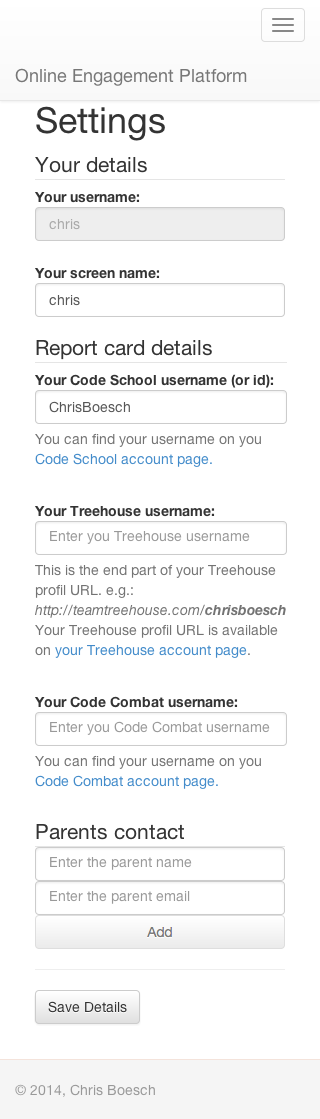 Online Engagement Platform
Settings
Your details
Your username:
chris
Your screen name:
chris
Report card details
Your Code School username (or id):
ChrisBoesch
You can find your username on you
Code School account page.
Your Treehouse username:
Enter you Treehouse username
This is the end part of your Treehouse
profil URL. e.g.:
http://teamtreehouse.com/chrisboesch
Your Treehouse profil URL is available
on your Treehouse account page.
Your Code Combat username:
Enter you Code Combat username
You can find your username on you
Code Combat account page.
Parents contact
Enter the parent name
Enter the parent email
Add
Save Details
© 2014, Chris Boesch